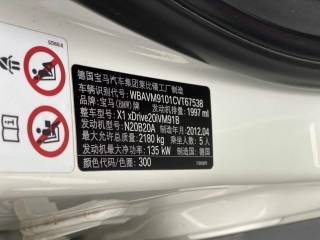 德国宝马汽车集团莱比锡工厂制造
车辆识别代号: WBAVM9101CVT67538
品牌: 宝马(BMW)牌 发动机排量: 1997 ml
整车型号: X1 xDrive20i(VM91B
发动机型号: N20B20A 制造年月: 2012.04
最大允许总质量: 2180 kg 乘坐人数: 5 人
发动机最大净功率: 135 kW 制造国: 德国
颜色代码/色圈: 300